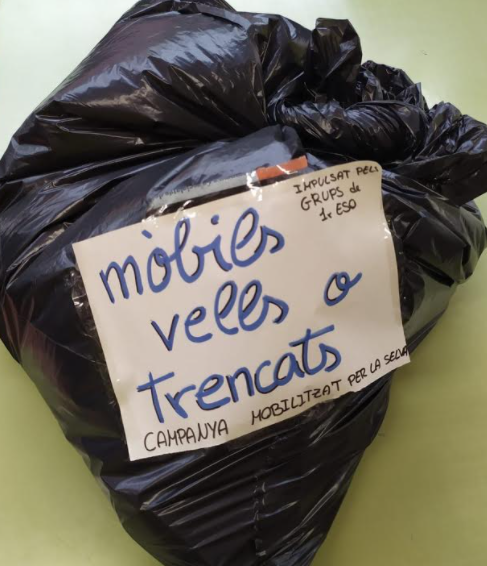 IMPULSAT PELS
GRUPS de
1r ESO
mòbils
vells o
trencats
CAMPANYA MOBILITZA'T PER LA SELVA